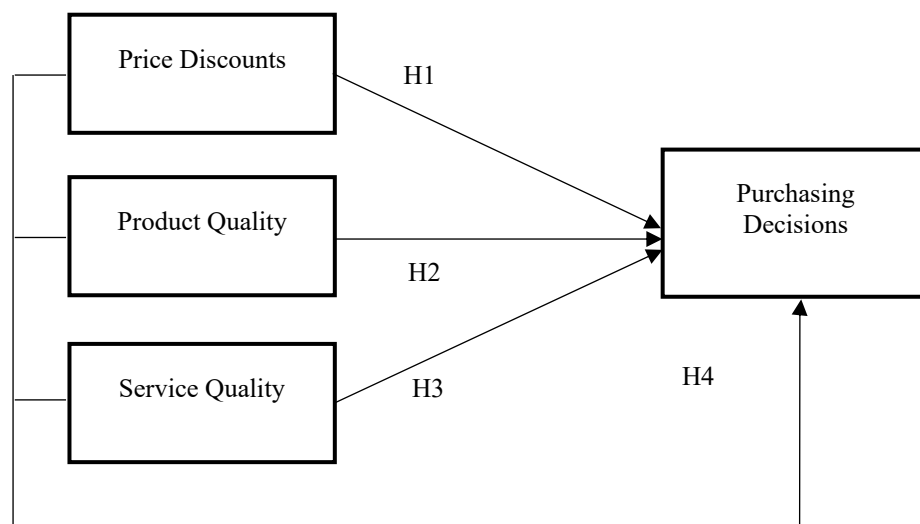 Price Discounts
H1
Product Quality
H2
Service Quality
H3
Purchasing
Decisions
H4